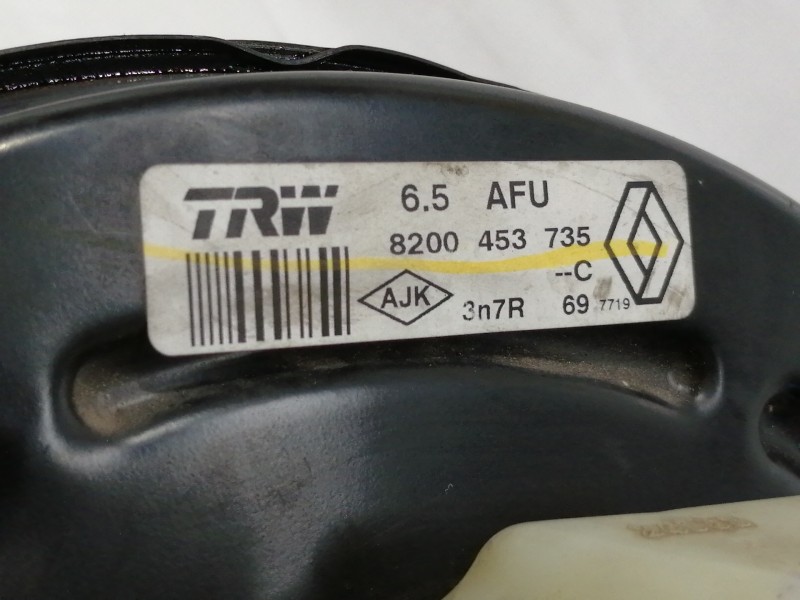 TRW
6.5 AFU
8200 453 735
--C
AJK
3n7R 69 7719